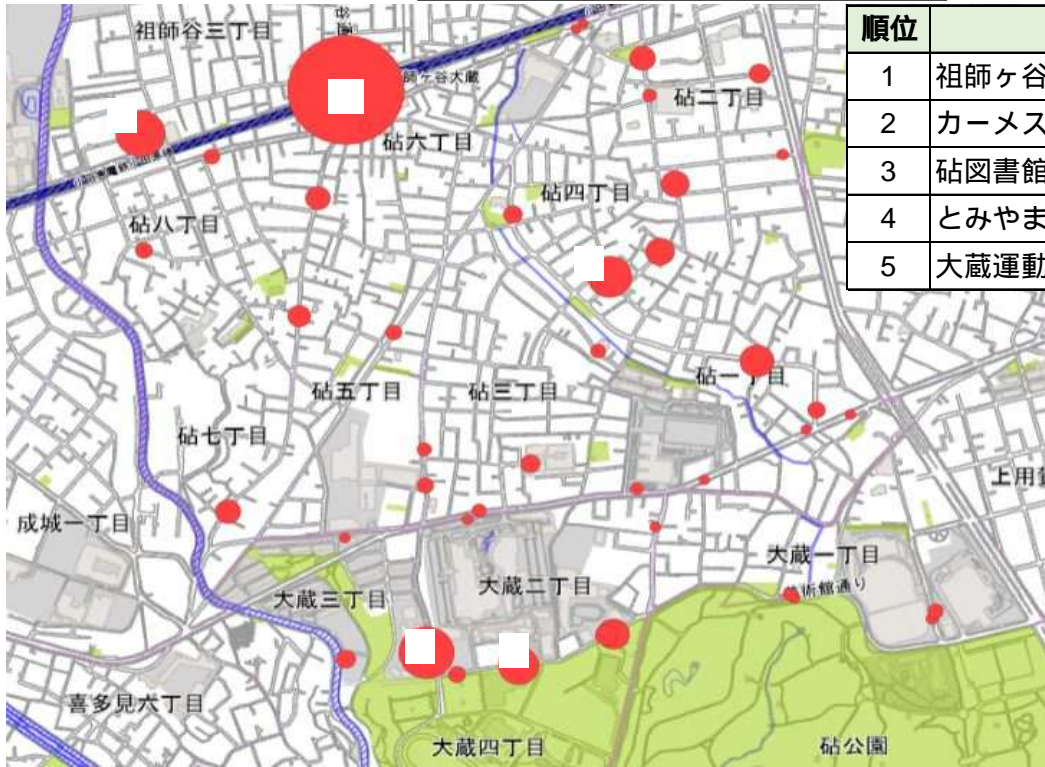 順位
1 祖師ヶ谷
2 カーメス
3 砧図書館
4 とみやま
5 大蔵運動
祖師谷三丁目
師ヶ谷大蔵
砧二丁目
砧六丁目
砧四丁目
砧八丁目
砧一丁目
砧五丁目
砧三丁目
砧七丁目
上用賀
成城一丁目
大蔵一丁目
術館通り
大蔵二丁目
大蔵三丁目
喜多見六丁目
大蔵四丁目
砧公園